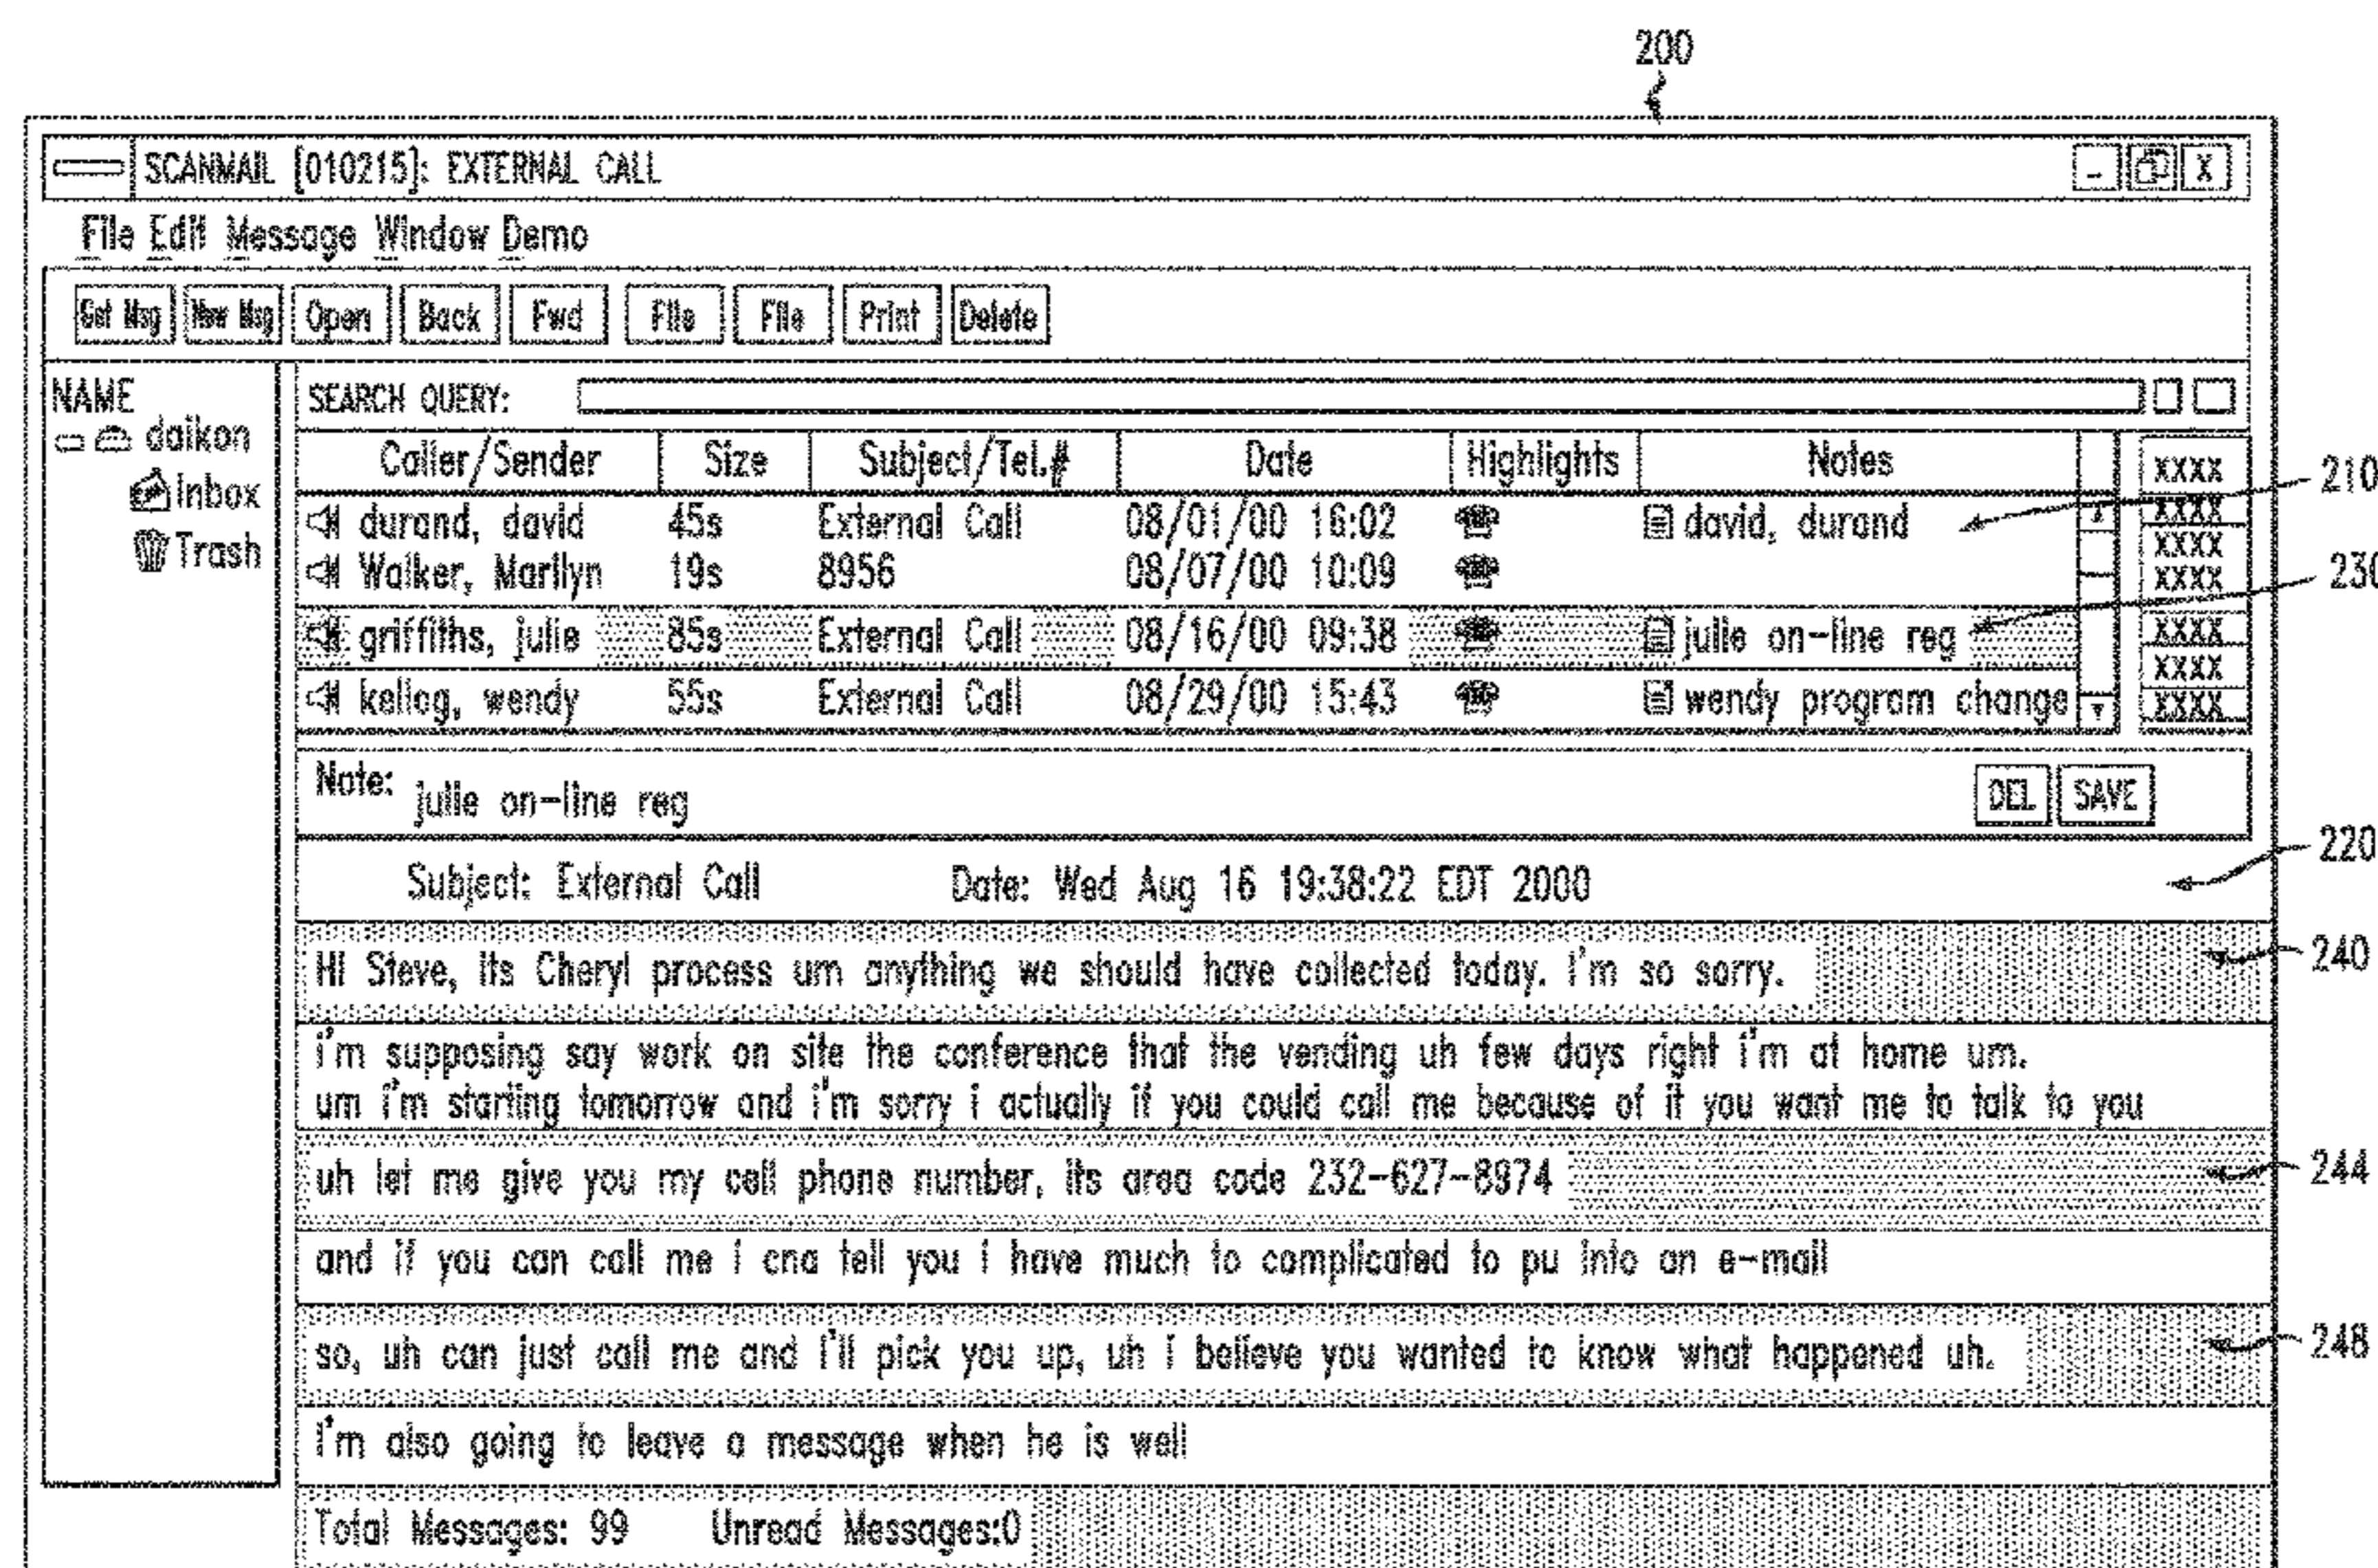 200
SCANMAIL [010215]: EXTERNAL CALL - X
File Edit Message Window Demo
Get Msg New Msg Open Back Fwd File File Print Delete
NAME
daikon
Inbox
Trash
SEARCH QUERY:
Caller/Sender Size Subject/Tel.# Date Highlights Notes XXXX 210
durand, david 45s External Call 08/01/00 16:02 david, durand XXXX
XXXX
Walker, Marilyn 19s 8956 08/07/00 10:09 XXXX 230
griffiths, julie 85s External Call 08/16/00 09:38 julie on-line reg XXXX
XXXX
kellog, wendy 55s External Call 08/29/00 15:43 wendy program change XXXX
Note: julie on-line reg DEL SAVE
220
Subject: External Call Date: Wed Aug 16 19:38:22 EDT 2000
Hi Steve, its Cheryl process um anything we should have collected today. I'm so sorry. 240
i'm supposing say work on site the conference that the vending uh few days right i'm at home um.
um i'm starting tomorrow and i'm sorry i actually if you could call me because of it you want me to talk to you
uh let me give you my cell phone number, its area code 232-627-8974 244
and if you can call me i cna tell you i have much to complicated to pu into an e-mail
so, uh can just call me and I'll pick you up, uh i believe you wanted to know what happened uh. 248
I'm also going to leave a message when he is well
Total Messages: 99 Unread Messages:0